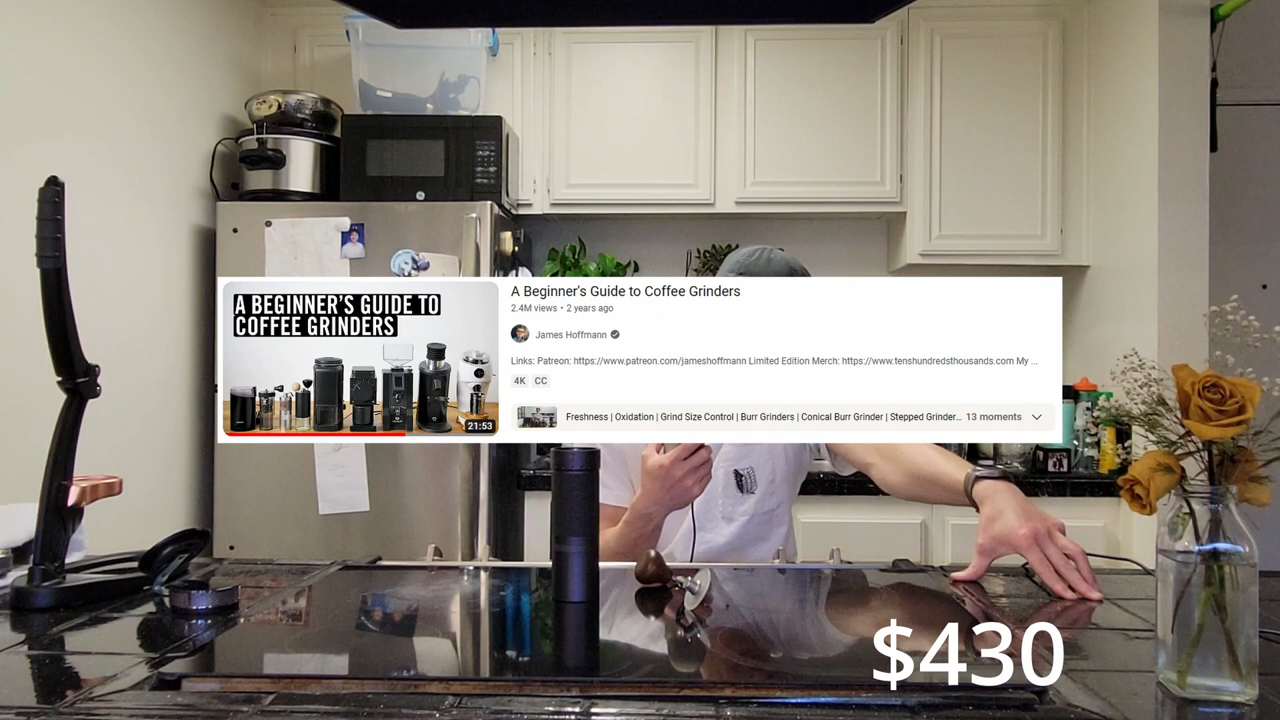 A BEGINNER'S GUIDE TO
COFFEE GRINDERS
21:53
A Beginner's Guide to Coffee Grinders
2.4M views • 2 years ago
James Hoffmann
Links: Patreon: https://www.patreon.com/jameshoffmann Limited Edition Merch: https://www.tenshundredsthousands.com My ...
4K CC
Freshness | Oxidation | Grind Size Control | Burr Grinders | Conical Burr Grinder | Stepped Grinder... 13 moments
$430